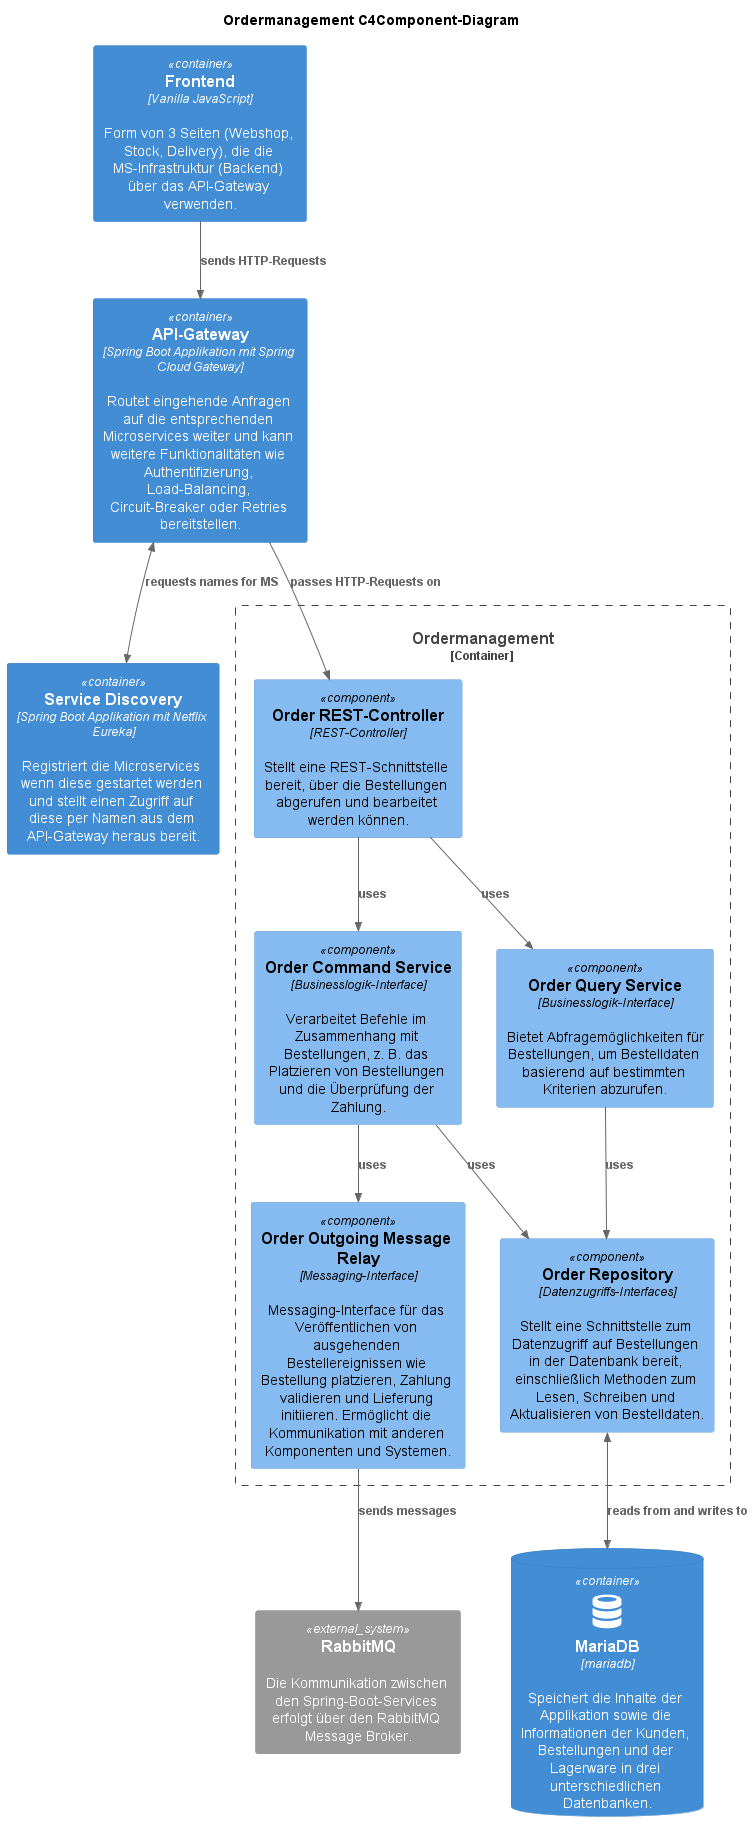 Ordermanagement C4Component-Diagram
«container»
Frontend
[Vanilla JavaScript]
Form von 3 Seiten (Webshop,
Stock, Delivery), die die
MS-Infrastruktur (Backend)
über das API-Gateway
verwenden.
sends HTTP-Requests
«container»
API-Gateway
[Spring Boot Applikation mit Spring
Cloud Gateway]
Routet eingehende Anfragen
auf die entsprechenden
Microservices weiter und kann
weitere Funktionalitäten wie
Authentifizierung,
Load-Balancing,
Circuit-Breaker oder Retries
bereitstellen.
requests names for MS
passes HTTP-Requests on
«container»
Service Discovery
[Spring Boot Applikation mit Netflix
Eureka]
Registriert die Microservices
wenn diese gestartet werden
und stellt einen Zugriff auf
diese per Namen aus dem
API-Gateway heraus bereit.
Ordermanagement
[Container]
«component»
Order REST-Controller
[REST-Controller]
Stellt eine REST-Schnittstelle
bereit, über die Bestellungen
abgerufen und bearbeitet
werden können.
uses
uses
«component»
Order Command Service
[Businesslogik-Interface]
Verarbeitet Befehle im
Zusammenhang mit
Bestellungen, z. B. das
Platzieren von Bestellungen
und die Überprüfung der
Zahlung.
«component»
Order Query Service
[Businesslogik-Interface]
Bietet Abfragemöglichkeiten für
Bestellungen, um Bestelldaten
basierend auf bestimmten
Kriterien abzurufen.
uses
uses
uses
«component»
Order Outgoing Message
Relay
[Messaging-Interface]
Messaging-Interface für das
Veröffentlichen von
ausgehenden
Bestellereignissen wie
Bestellung platzieren, Zahlung
validieren und Lieferung
initiieren. Ermöglicht die
Kommunikation mit anderen
Komponenten und Systemen.
«component»
Order Repository
[Datenzugriffs-Interfaces]
Stellt eine Schnittstelle zum
Datenzugriff auf Bestellungen
in der Datenbank bereit,
einschließlich Methoden zum
Lesen, Schreiben und
Aktualisieren von Bestelldaten.
sends messages
reads from and writes to
«external_system»
RabbitMQ
Die Kommunikation zwischen
den Spring-Boot-Services
erfolgt über den RabbitMQ
Message Broker.
«container»
MariaDB
[mariadb]
Speichert die Inhalte der
Applikation sowie die
Informationen der Kunden,
Bestellungen und der
Lagerware in drei
unterschiedlichen
Datenbanken.